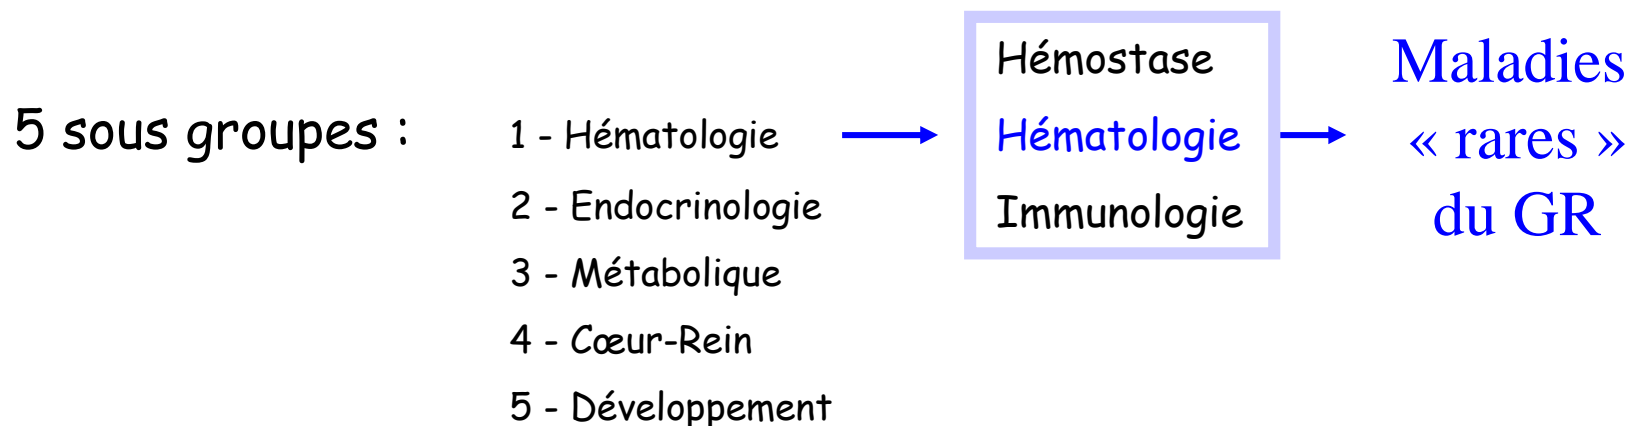 5 sous groupes :
1 - Hématologie
2 - Endocrinologie
3 - Métabolique
4 - Cœur-Rein
5 - Développement
Hémostase
Hématologie
Immunologie
Maladies
« rares »
du GR